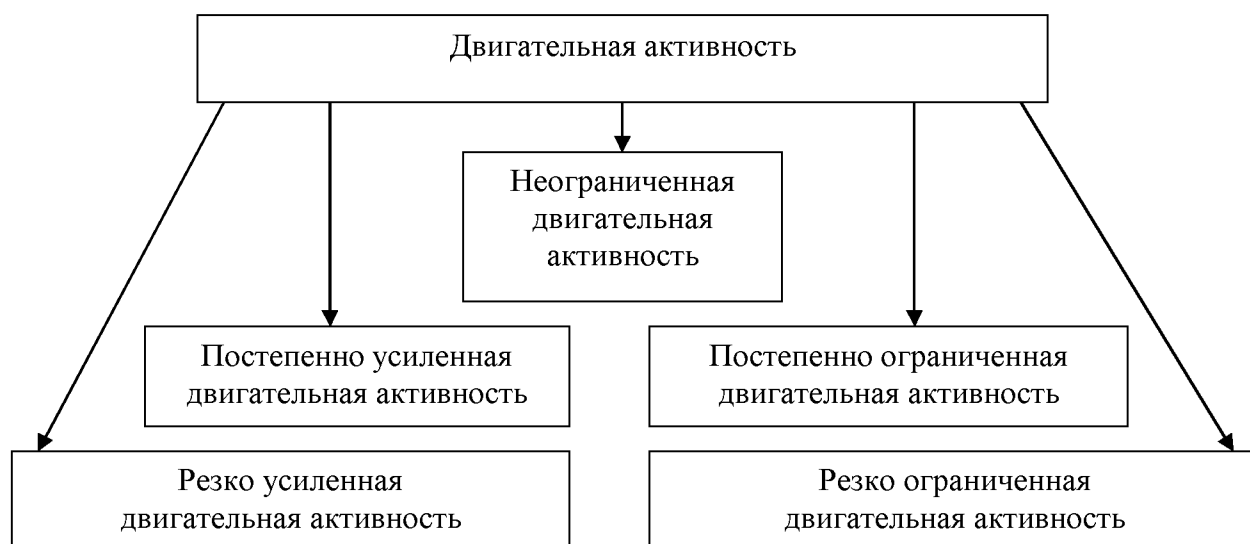 Двигательная активность
Неограниченная
двигательная
активность
Постепенно усиленная
двигательная активность
Постепенно ограниченная
двигательная активность
Резко усиленная
двигательная активность
Резко ограниченная
двигательная активность